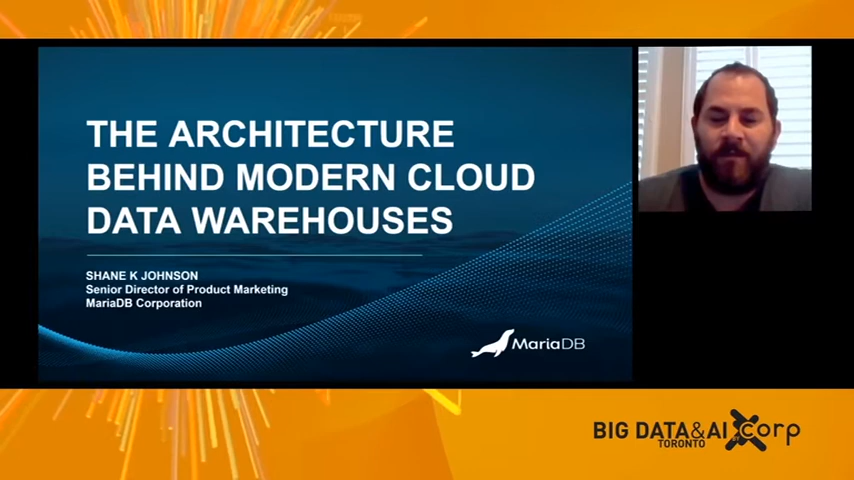 THE ARCHITECTURE
BEHIND MODERN CLOUD
DATA WAREHOUSES
SHANE K JOHNSON
Senior Director of Product Marketing
MariaDB Corporation
MariaDB
BIG DATA&AI
TORONTO
BY
corp